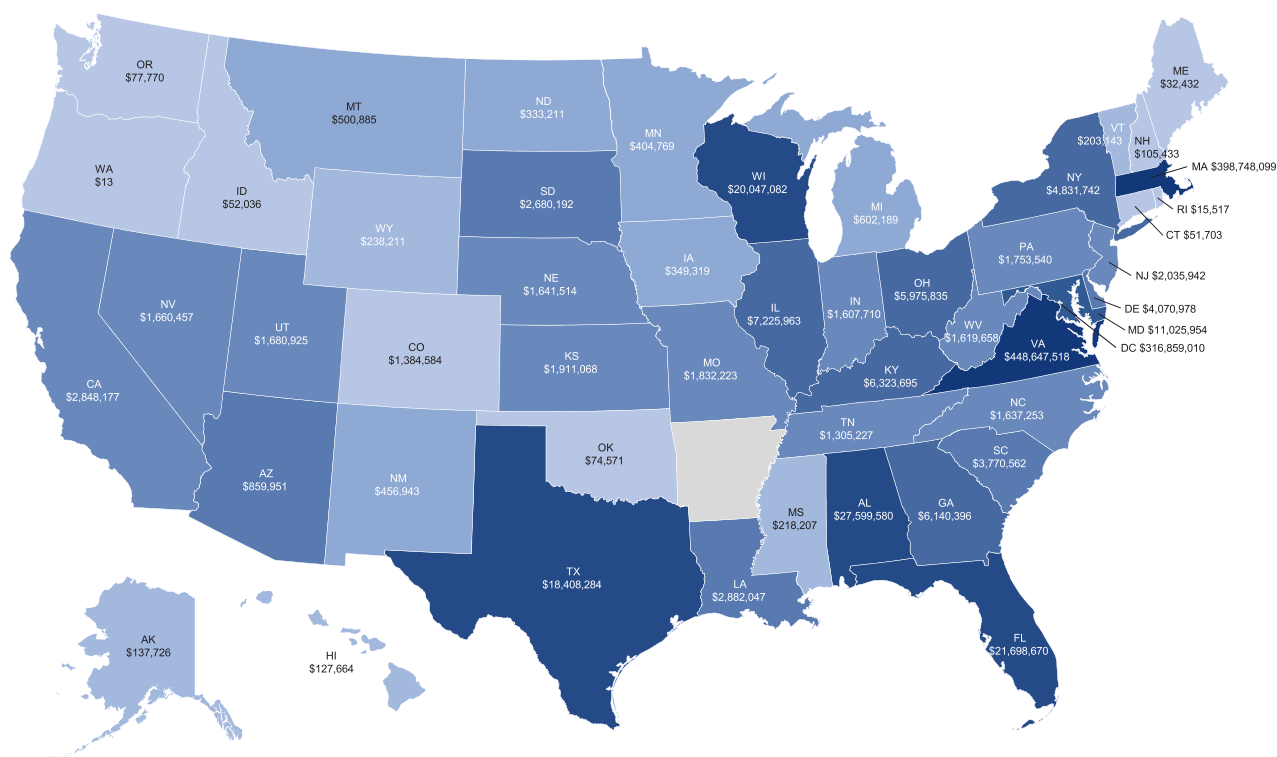 OR
$77,770
WA
$13
ID
$52,036
MT
$500,885
ND
$333,211
MN
$404,769
SD
$2,680,192
WY
$238,211
WI
$20,047,082
MI
$602,189
ME
$32,432
VT
$203,143
NH
$105,433
MA $398,748,099
NY
$4,831,742
RI $15,517
CT $51,703
PA
$1,753,540
NJ $2,035,942
DE $4,070,978
MD $11,025,954
DC $316,859,010
IA
$349,319
NE
$1,641,514
NV
$1,660,457
UT
$1,680,925
CO
$1,384,584
CA
$2,848,177
KS
$1,911,068
MO
$1,832,223
IL
$7,225,963
IN
$1,607,710
OH
$5,975,835
WV
$1,619,658
VA
$448,647,518
KY
$6,323,695
NC
$1,637,253
TN
$1,305,227
SC
$3,770,562
AZ
$859,951
NM
$456,943
OK
$74,571
TX
$18,408,284
LA
$2,882,047
MS
$218,207
AL
$27,599,580
GA
$6,140,396
FL
$21,698,670
AK
$137,726
HI
$127,664